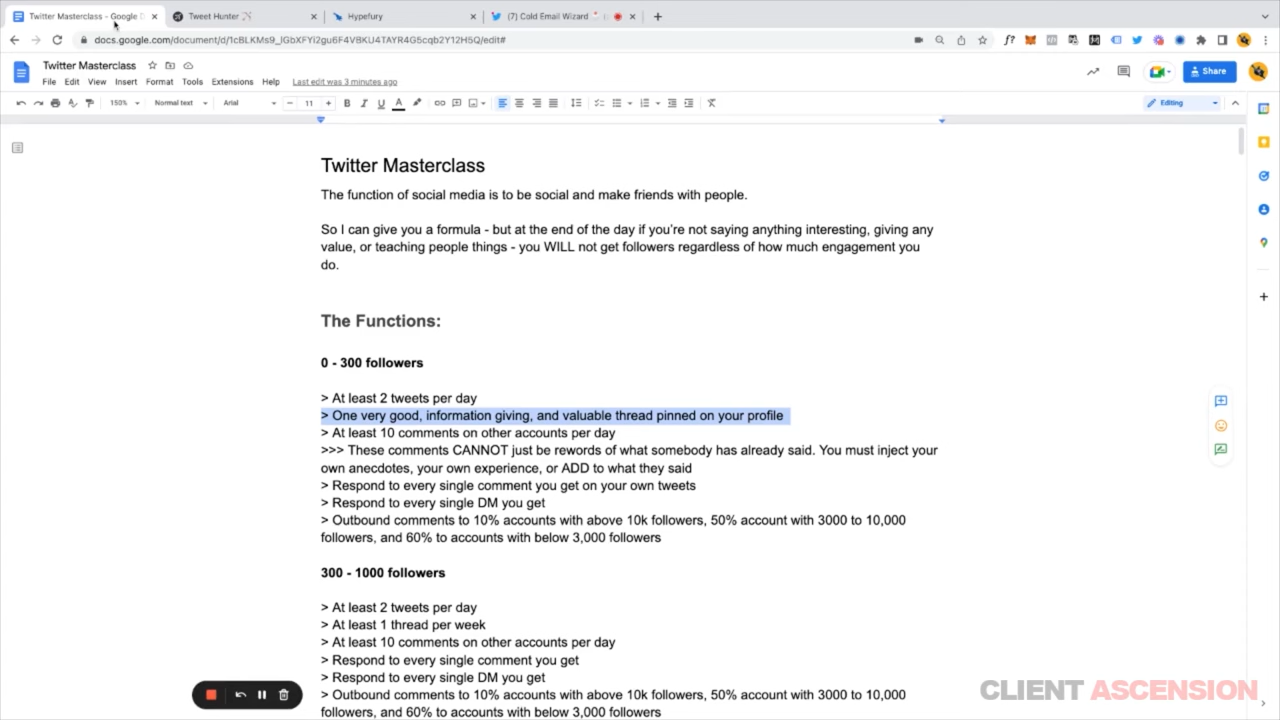 Twitter Masterclass - Google D
Tweet Hunter
Hypefury
(7) Cold Email Wizard
docs.google.com/document/d/1cBLKMs9_IGbXFYi2gu6F4VBKU4TAYR4G5cqb2Y12H5Q/edit#
Twitter Masterclass
File Edit View Insert Format Tools Extensions Help Last edit was 3 minutes ago
Share
150% Normal text Arial 11 Editing
Twitter Masterclass
The function of social media is to be social and make friends with people.
So I can give you a formula - but at the end of the day if you're not saying anything interesting, giving any
value, or teaching people things - you WILL not get followers regardless of how much engagement you
do.
The Functions:
0 - 300 followers
> At least 2 tweets per day
> One very good, information giving, and valuable thread pinned on your profile
> At least 10 comments on other accounts per day
>>> These comments CANNOT just be rewords of what somebody has already said. You must inject your
own anecdotes, your own experience, or ADD to what they said
> Respond to every single comment you get on your own tweets
> Respond to every single DM you get
> Outbound comments to 10% accounts with above 10k followers, 50% account with 3000 to 10,000
followers, and 60% to accounts with below 3,000 followers
300 - 1000 followers
> At least 2 tweets per day
> At least 1 thread per week
> At least 10 comments on other accounts per day
> Respond to every single comment you get
> Respond to every single DM you get
> Outbound comments to 10% accounts with above 10k followers, 50% account with 3000 to 10,000
followers, and 60% to accounts with below 3,000 followers
CLIENT ASCENSION